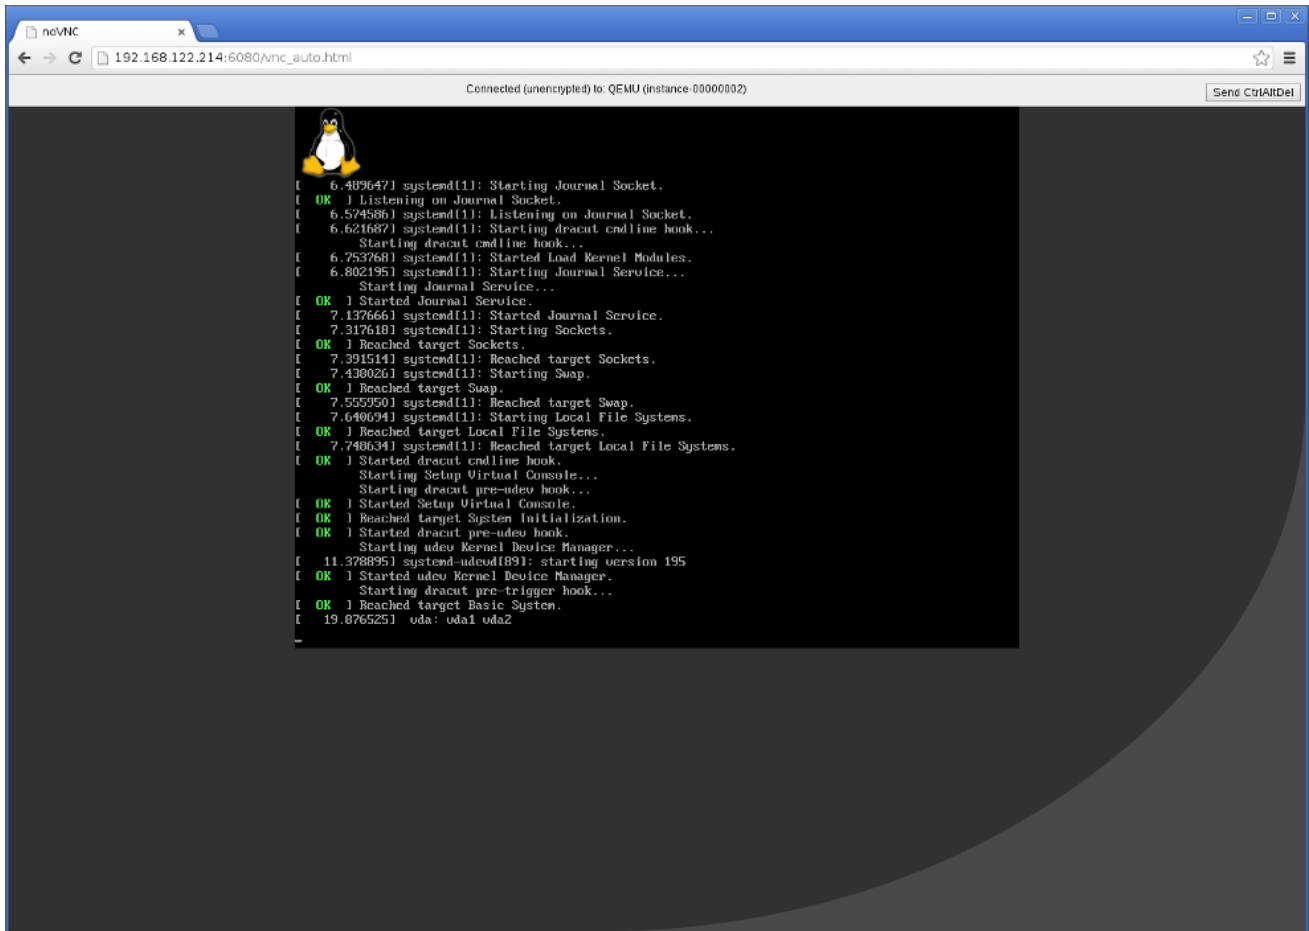 noVNC
192.168.122.214:6080/vnc_auto.html
Connected (unencrypted) to: QEMU (instance-00000002)
Send CtrlAltDel
[    6.489647] systemd[1]: Starting Journal Socket.
[  OK  ] Listening on Journal Socket.
[    6.574586] systemd[1]: Listening on Journal Socket.
[    6.621687] systemd[1]: Starting dracut cmdline hook...
Starting dracut cmdline hook...
[    6.753768] systemd[1]: Started Load Kernel Modules.
[    6.802195] systemd[1]: Starting Journal Service...
Starting Journal Service...
[  OK  ] Started Journal Service.
[    7.137666] systemd[1]: Started Journal Service.
[    7.317618] systemd[1]: Starting Sockets.
[  OK  ] Reached target Sockets.
[    7.391514] systemd[1]: Reached target Sockets.
[    7.438026] systemd[1]: Starting Swap.
[  OK  ] Reached target Swap.
[    7.555950] systemd[1]: Reached target Swap.
[    7.640694] systemd[1]: Starting Local File Systems.
[  OK  ] Reached target Local File Systems.
[    7.748634] systemd[1]: Reached target Local File Systems.
[  OK  ] Started dracut cmdline hook.
Starting Setup Virtual Console...
Starting dracut pre-udev hook...
[  OK  ] Started Setup Virtual Console.
[  OK  ] Reached target System Initialization.
[  OK  ] Started dracut pre-udev hook.
Starting udev Kernel Device Manager...
[   11.378895] systemd-udevd[89]: starting version 195
[  OK  ] Started udev Kernel Device Manager.
Starting dracut pre-trigger hook...
[  OK  ] Reached target Basic System.
[   19.876525]  vda: vda1 vda2